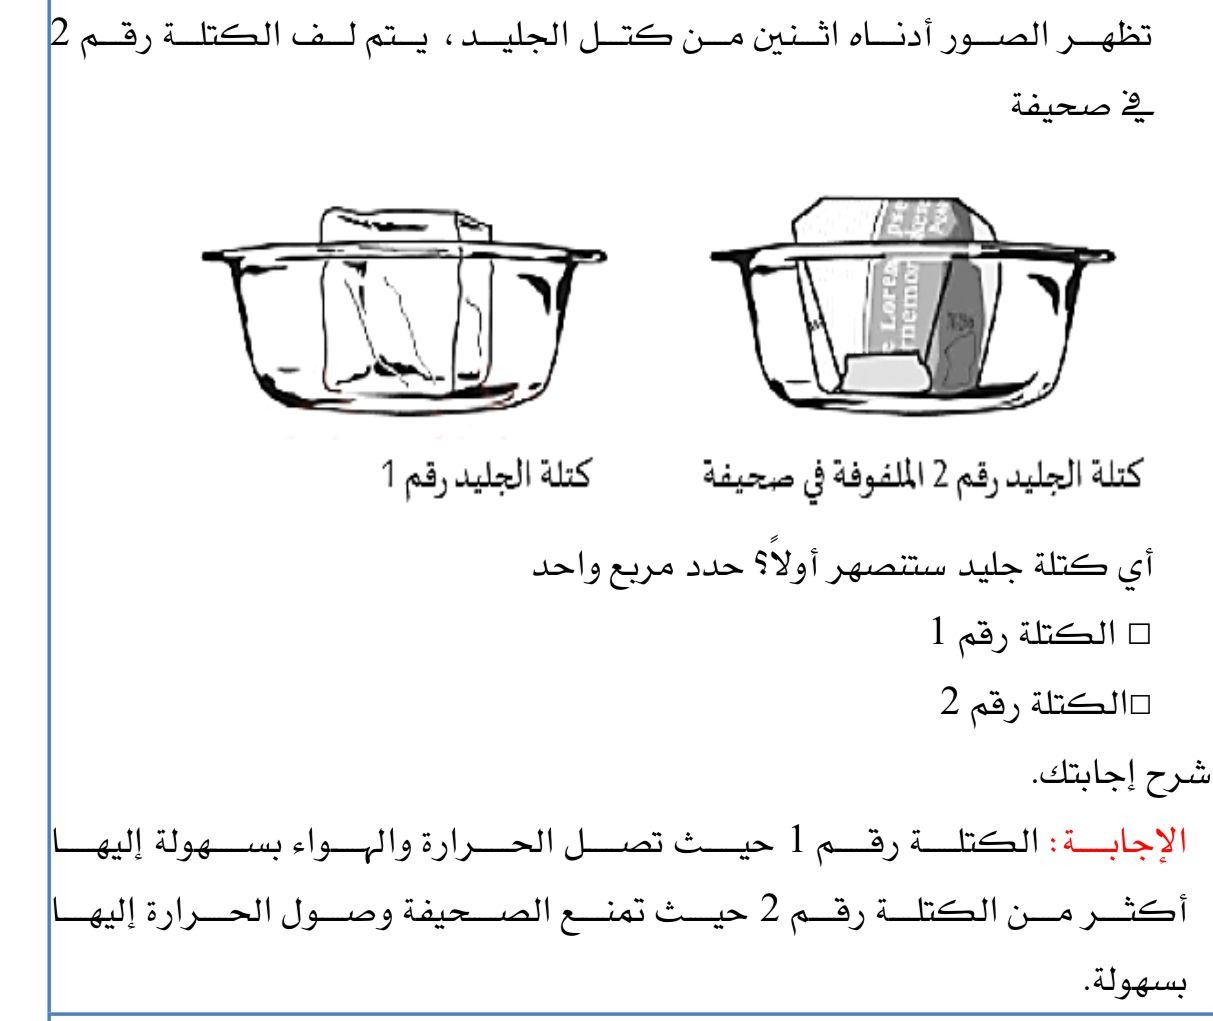 تظهر الصور أدناه اثنين من كتل الجليد، يتم لف الكتلة رقم 2
في صحيفة
كتلة الجليد رقم 2 الملفوفة في صحيفة
كتلة الجليد رقم 1
أي كتلة جليد ستنصهر أولاً؟ حدد مربع واحد
□ الكتلة رقم 1
□الكتلة رقم 2
شرح إجابتك.
الإجابة: الكتلة رقم 1 حيث تصل الحرارة والهواء بسهولة إليها
أكثر من الكتلة رقم 2 حيث تمنع الصحيفة وصول الحرارة إليها
بسهولة.